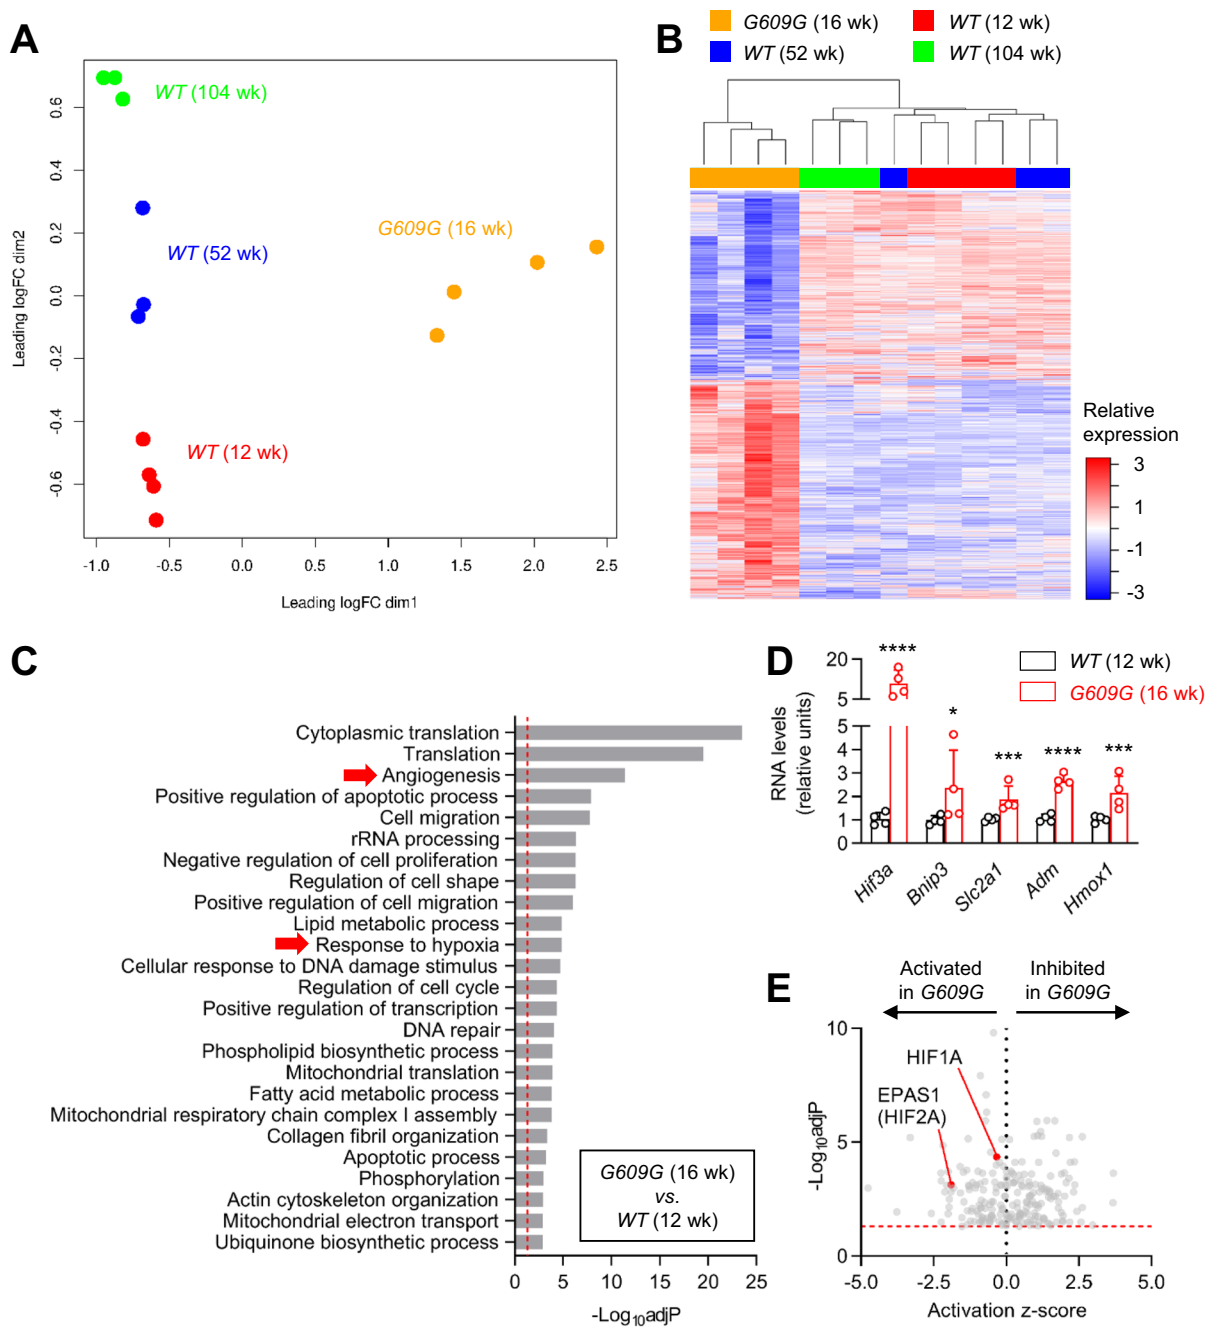 A
WT (104 wk)
WT (52 wk)
G609G (16 wk)
WT (12 wk)
0.6
0.4
0.2
0.0
-0.2
-0.4
-0.6
Leading logFC dim2
-1.0 -0.5 0.0 0.5 1.0 1.5 2.0 2.5
Leading logFC dim1
B
G609G (16 wk) WT (12 wk)
WT (52 wk) WT (104 wk)
Relative
expression
3
1
-1
-3
C
Cytoplasmic translation
Translation
Angiogenesis
Positive regulation of apoptotic process
Cell migration
rRNA processing
Negative regulation of cell proliferation
Regulation of cell shape
Positive regulation of cell migration
Lipid metabolic process
Response to hypoxia
Cellular response to DNA damage stimulus
Regulation of cell cycle
Positive regulation of transcription
DNA repair
Phospholipid biosynthetic process
Mitochondrial translation
Fatty acid metabolic process
Mitochondrial respiratory chain complex I assembly
Collagen fibril organization
Apoptotic process
Phosphorylation
Actin cytoskeleton organization
Mitochondrial electron transport
Ubiquinone biosynthetic process
G609G (16 wk)
vs.
WT (12 wk)
0 5 10 15 20 25
-Log10adjP
D
WT (12 wk)
G609G (16 wk)
RNA levels
(relative units)
20
5
5
4
3
2
1
0
**** * *** **** ***
Hif3a Bnip3 Slc2a1 Adm Hmox1
E
Activated
in G609G
Inhibited
in G609G
HIF1A
EPAS1
(HIF2A)
-Log10adjP
10
5
0
-5.0 -2.5 0.0 2.5 5.0
Activation z-score